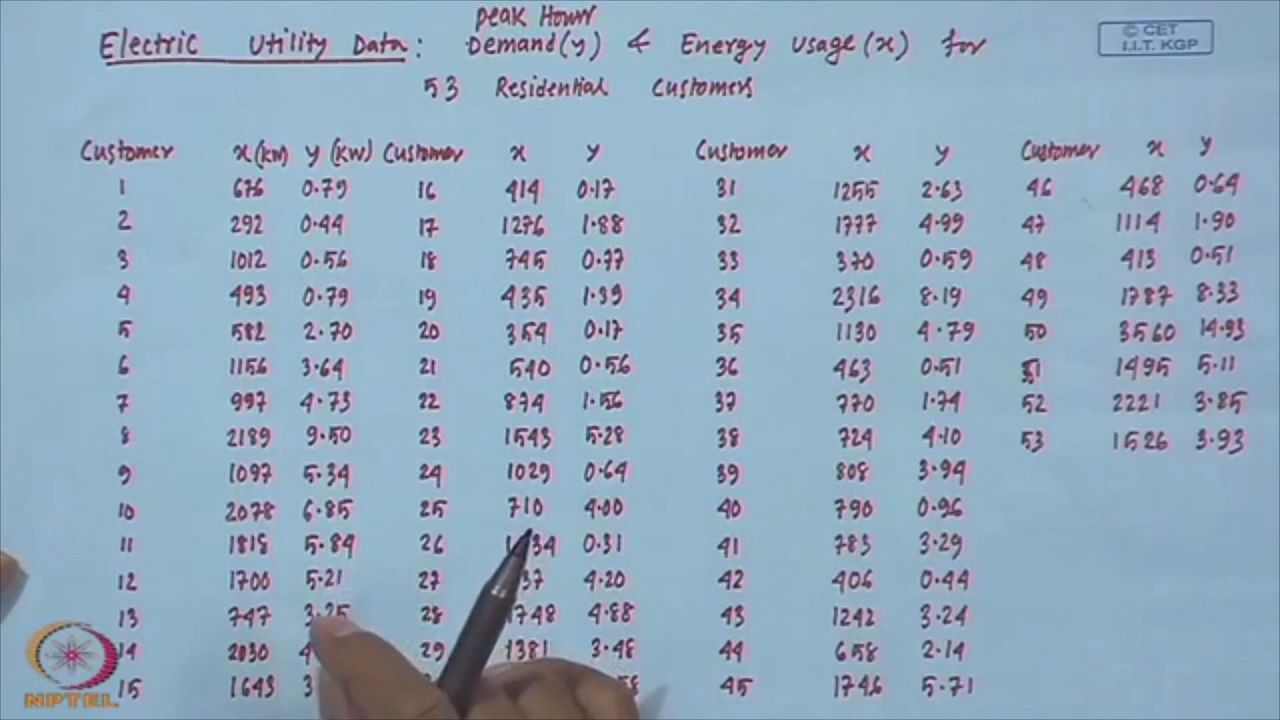 Peak Hour
Electric Utility Data: Demand(y) & Energy Usage(x) for
53 Residential Customers
© CET
I.I.T. KGP
Customer x(KM) y(KW) Customer x y Customer x y Customer x y
1 676 0.79 16 414 0.17 31 1255 2.63 46 468 0.64
2 292 0.44 17 1276 1.88 32 1777 4.99 47 1114 1.90
3 1012 0.56 18 745 0.77 33 370 0.59 48 413 0.51
4 493 0.79 19 435 1.39 34 2316 8.19 49 1787 8.33
5 582 2.70 20 354 0.17 35 1130 4.79 50 3560 14.93
6 1156 3.64 21 540 0.56 36 463 0.51 51 1495 5.11
7 997 4.73 22 874 1.56 37 770 1.74 52 2221 3.85
8 2189 9.50 23 1543 5.28 38 724 4.10 53 1526 3.93
9 1097 5.34 24 1029 0.64 39 808 3.94
10 2078 6.85 25 710 4.00 40 790 0.96
11 1818 5.84 26 0.31 41 783 3.29
12 1700 5.21 27 4.20 42 406 0.44
13 747 3.25 28 1748 4.88 43 1242 3.24
14 2030 29 1381 3.48 44 658 2.14
15 1643 45 1746 5.71
NPTEL